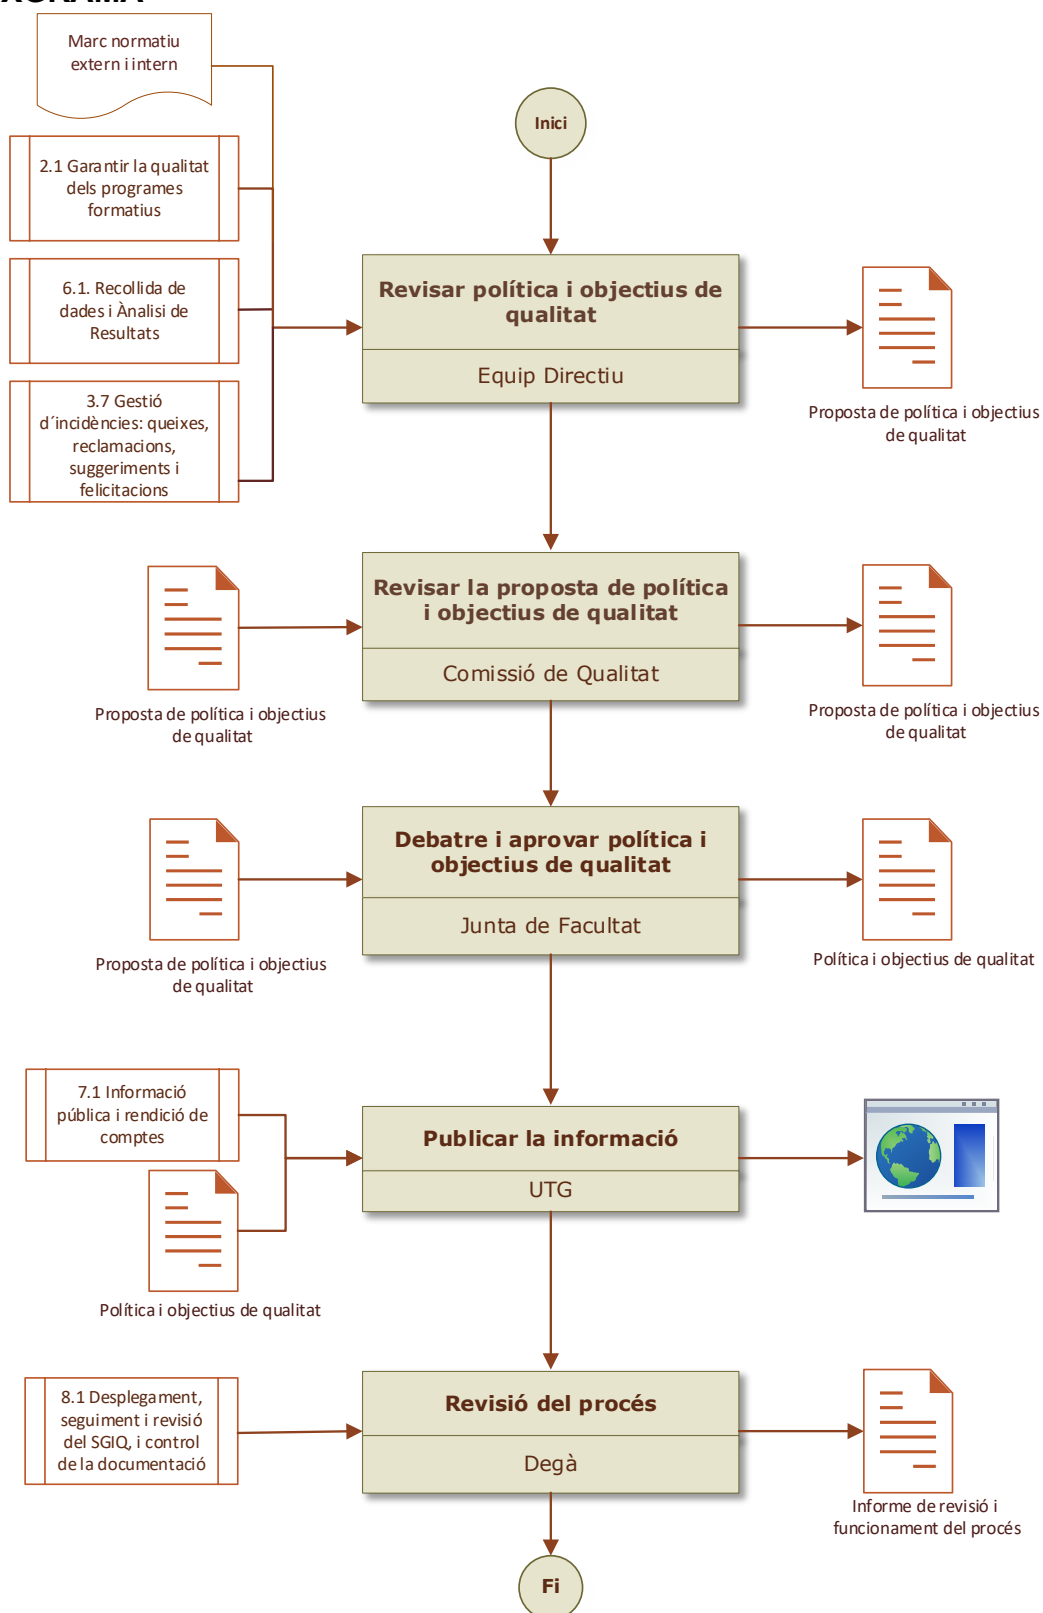 Marc normatiu
extern i intern
Inici
2.1 Garantir la qualitat
dels programes
formatius
6.1. Recollida de
dades i Ànalisi de
Resultats
3.7 Gestió
d´incidències: queixes,
reclamacions,
suggeriments i
felicitacions
Revisar política i objectius de
qualitat
Equip Directiu
Proposta de política i objectius
de qualitat
Proposta de política i objectius
de qualitat
Revisar la proposta de política
i objectius de qualitat
Comissió de Qualitat
Proposta de política i objectius
de qualitat
Proposta de política i objectius
de qualitat
Debatre i aprovar política i
objectius de qualitat
Junta de Facultat
Política i objectius de qualitat
7.1 Informació
pública i rendició de
comptes
Política i objectius de qualitat
Publicar la informació
UTG
8.1 Desplegament,
seguiment i revisió
del SGIQ, i control
de la documentació
Revisió del procés
Degà
Informe de revisió i
funcionament del procés
Fi